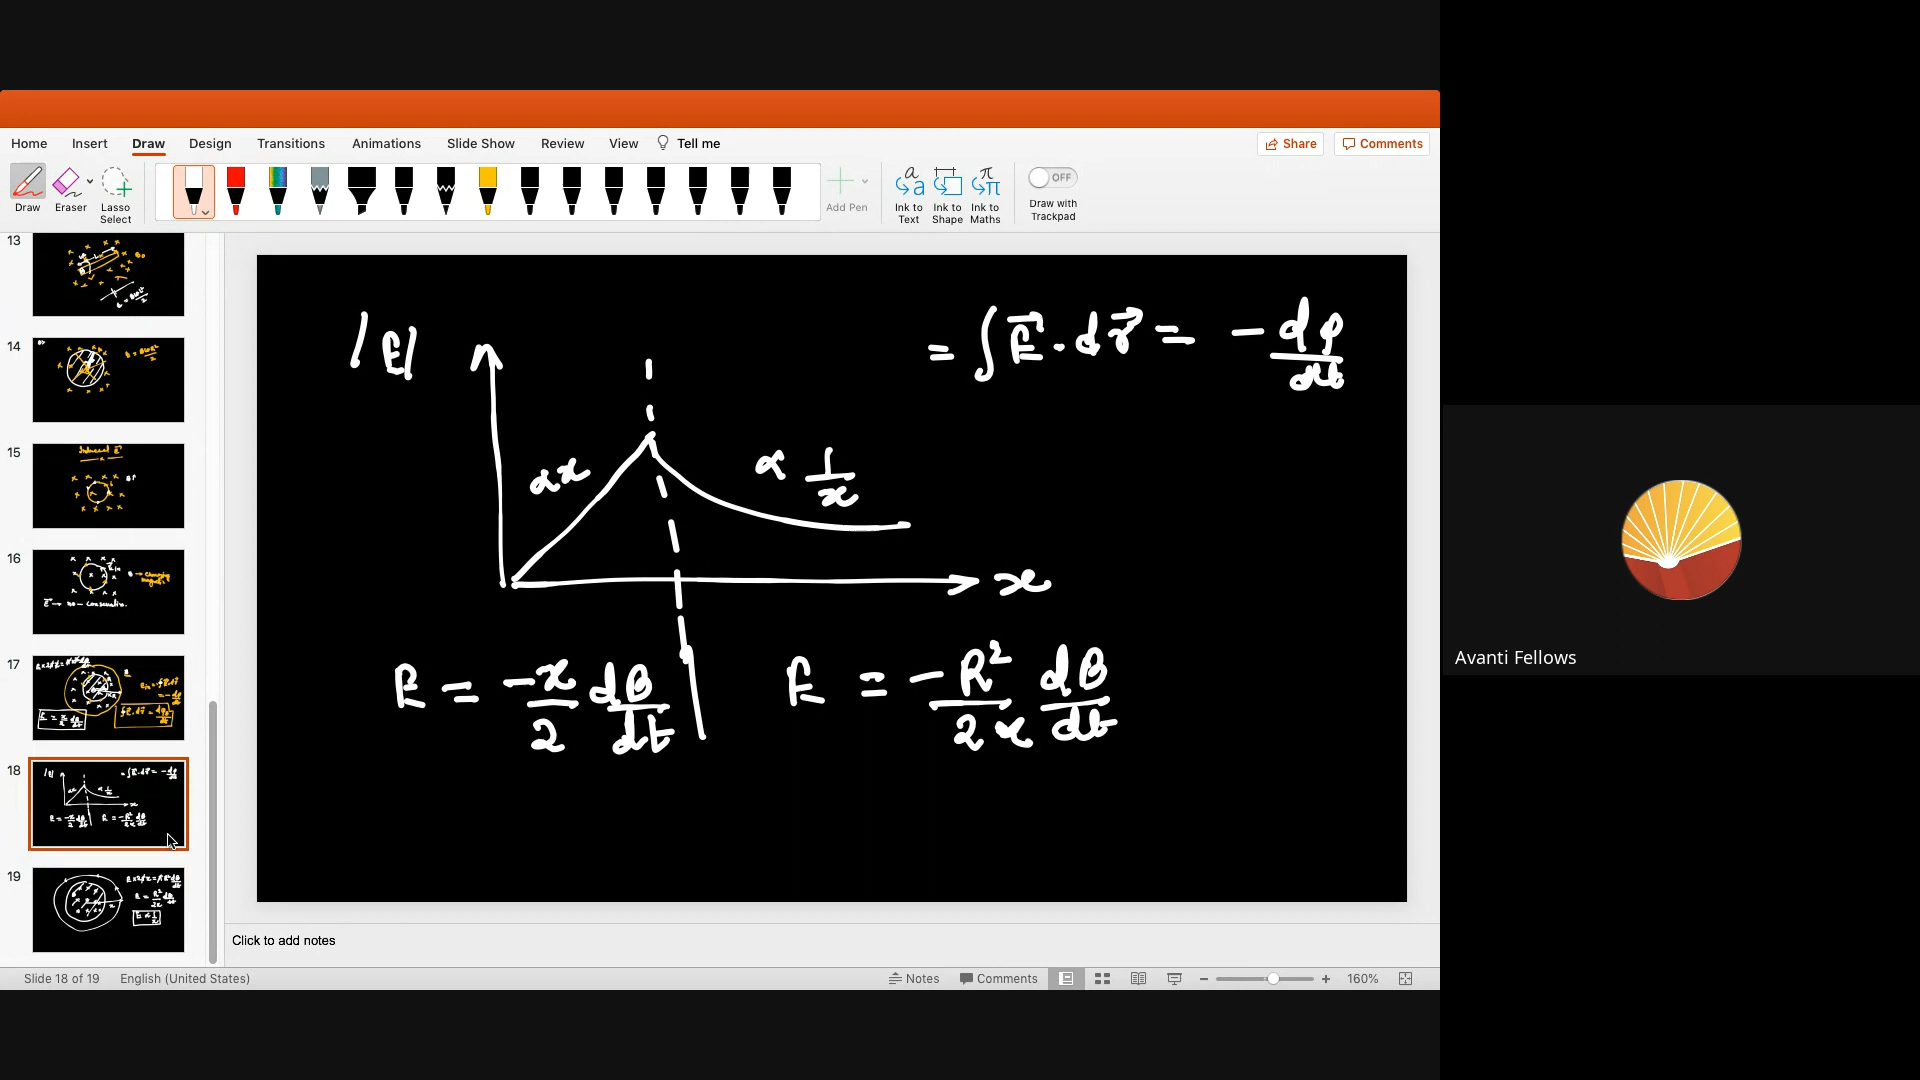 Home Insert Draw Design Transitions Animations Slide Show Review View Tell me Share Comments
Draw Eraser Lasso Select Add Pen Ink to Text Ink to Shape Ink to Maths OFF Draw with Trackpad
13
14
15
16
17
18
19
|E|
= ∫ E⃗ · d r⃗ = - dφ/dt
αx
α 1/x
x
E = -x/2 dB/dt
E = -R²/2x dB/dt
Click to add notes
Slide 18 of 19 English (United States) Notes Comments 160%
Avanti Fellows